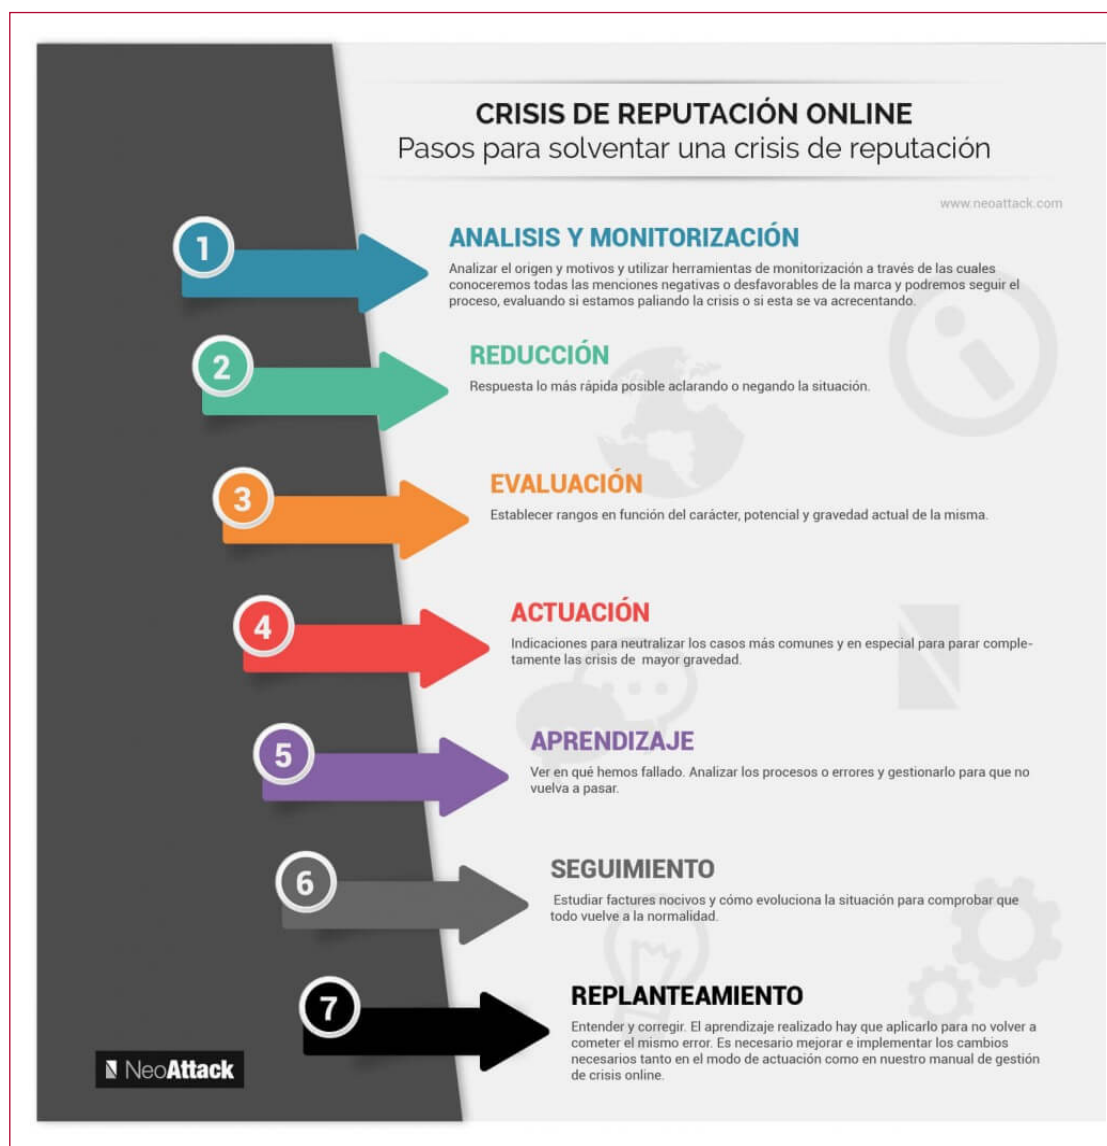 CRISIS DE REPUTACIÓN ONLINE
Pasos para solventar una crisis de reputación
www.neoattack.com
1
ANALISIS Y MONITORIZACIÓN
Analizar el origen y motivos y utilizar herramientas de monitorización a través de las cuales
conoceremos todas las menciones negativas o desfavorables de la marca y podremos seguir el
proceso, evaluando si estamos paliando la crisis o si esta se va acrecentando.
2
REDUCCIÓN
Respuesta lo más rápida posible aclarando o negando la situación.
3
EVALUACIÓN
Establecer rangos en función del carácter, potencial y gravedad actual de la misma.
4
ACTUACIÓN
Indicaciones para neutralizar los casos más comunes y en especial para parar comple-
tamente las crisis de mayor gravedad.
5
APRENDIZAJE
Ver en qué hemos fallado. Analizar los procesos o errores y gestionarlo para que no
vuelva a pasar.
6
SEGUIMIENTO
Estudiar factures nocivos y cómo evoluciona la situación para comprobar que
todo vuelve a la normalidad.
7
REPLANTEAMIENTO
Entender y corregir. El aprendizaje realizado hay que aplicarlo para no volver a
cometer el mismo error. Es necesario mejorar e implementar los cambios
necesarios tanto en el modo de actuación como en nuestro manual de gestión
de crisis online.
NeoAttack